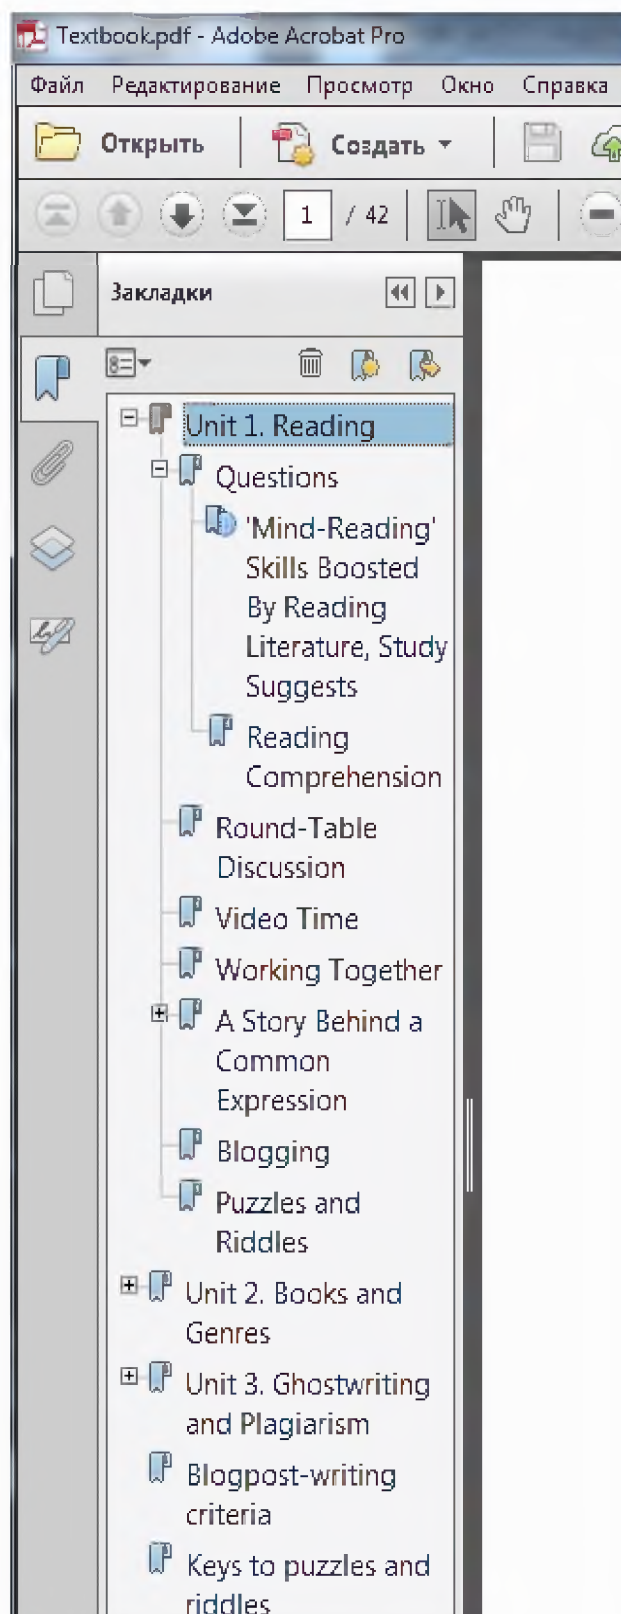 Textbook.pdf - Adobe Acrobat Pro
Файл Редактирование Просмотр Окно Справка
Открыть Создать
1 / 42
Закладки
Unit 1. Reading
Questions
'Mind-Reading'
Skills Boosted
By Reading
Literature, Study
Suggests
Reading
Comprehension
Round-Table
Discussion
Video Time
Working Together
A Story Behind a
Common
Expression
Blogging
Puzzles and
Riddles
Unit 2. Books and
Genres
Unit 3. Ghostwriting
and Plagiarism
Blogpost-writing
criteria
Keys to puzzles and
riddles